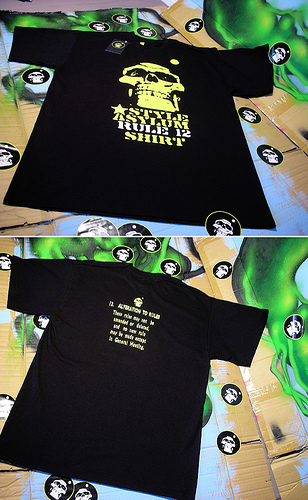 ★STYLE
ASYLUM
RULE 12
SHIRT
12. ALTERATION TO RULES
These rules may not be
amended or deleted,
and no new rule
may be made except
in General Meeting.